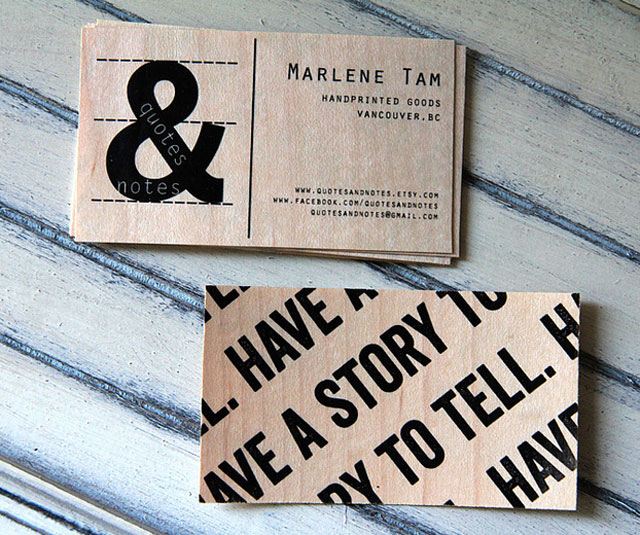 &
quotes
notes
MARLENE TAM
HANDPRINTED GOODS
VANCOUVER.BC
WWW.QUOTESANDNOTES.ETSY.COM
WWW.FACEBOOK.COM/QUOTESANDNOTES
QUOTESANDNOTES@GMAIL.COM
L. HAVE A
AVE A STORY TO
RY TO TELL. H
HAVE